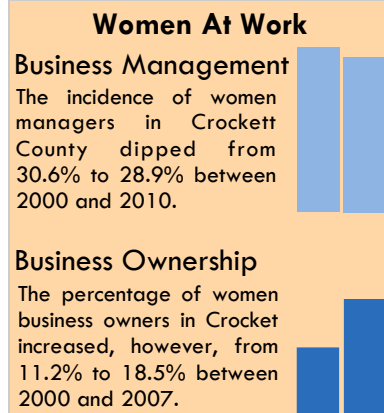 Women At Work
Business Management
The incidence of women
managers in Crockett
County dipped from
30.6% to 28.9% between
2000 and 2010.
Business Ownership
The percentage of women
business owners in Crocket
increased, however, from
11.2% to 18.5% between
2000 and 2007.